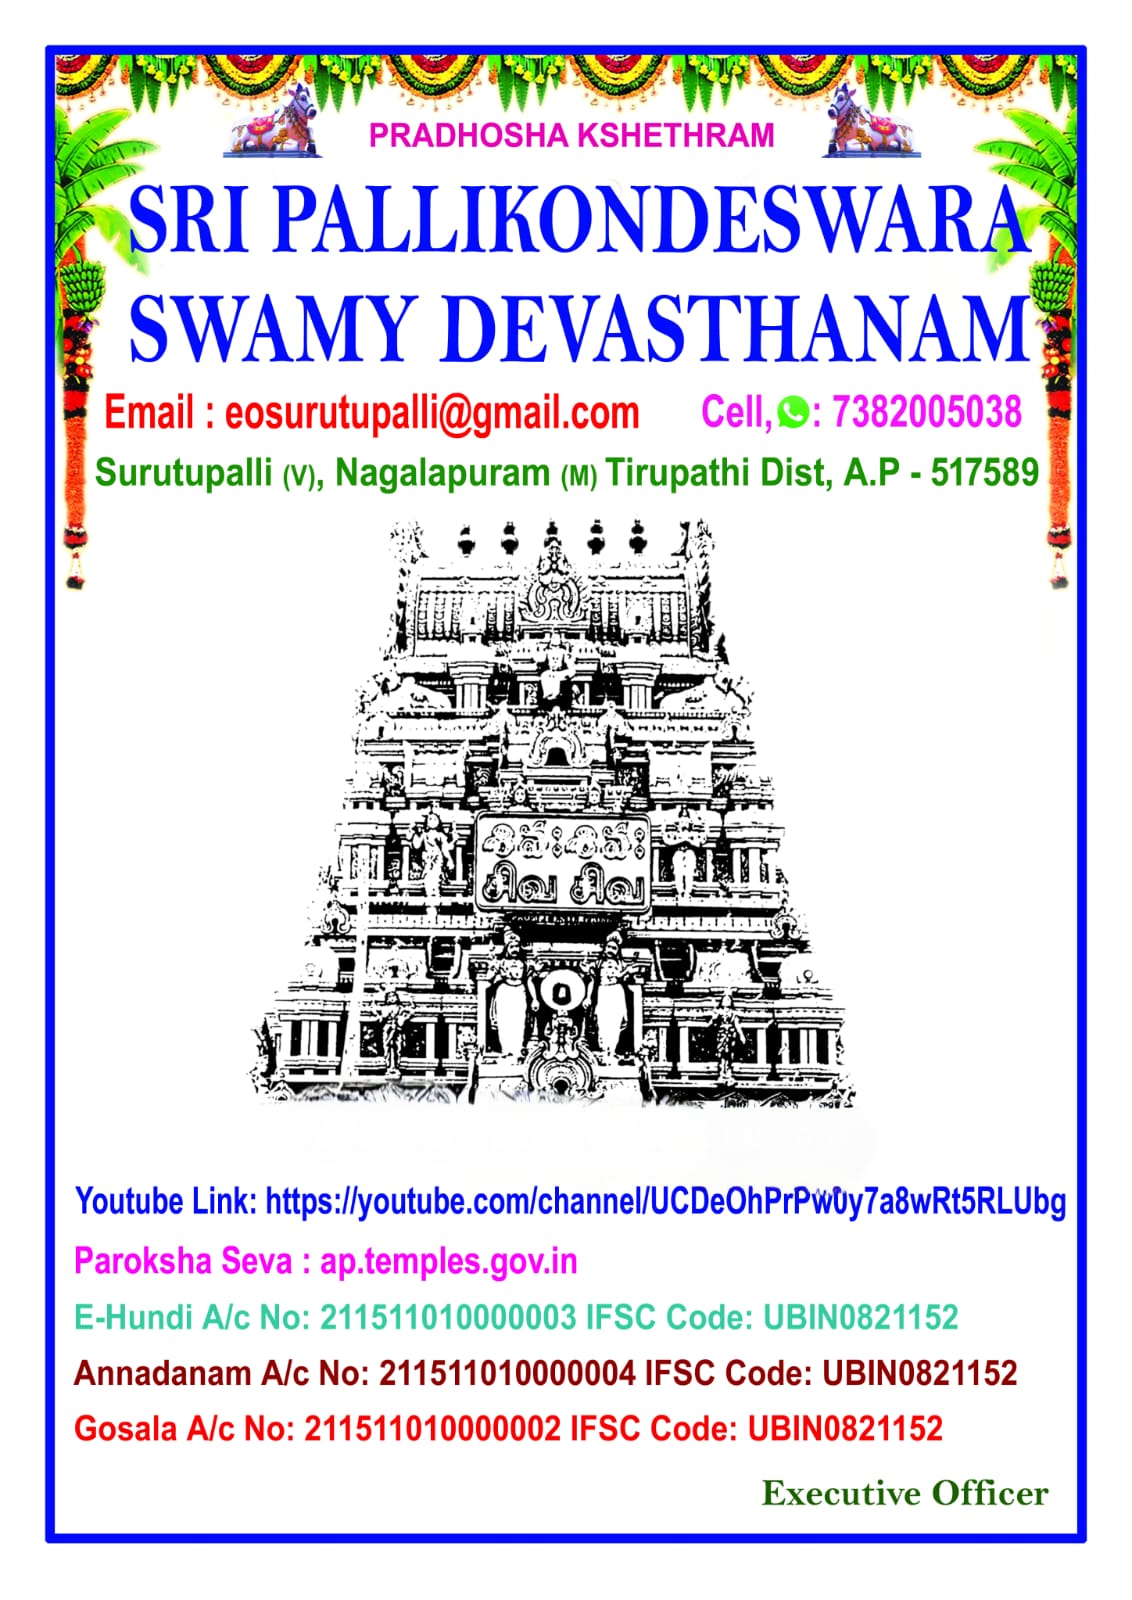 PRADHOSHA KSHETHRAM
SRI PALLIKONDESWARA
SWAMY DEVASTHANAM
Email : eosurutupalli@gmail.com Cell,: 7382005038
Surutupalli (V), Nagalapuram (M) Tirupathi Dist, A.P - 517589
శివ శివ
சிவ சிவ
Youtube Link: https://youtube.com/channel/UCDeOhPrPw0y7a8wRt5RLUbg
Paroksha Seva : ap.temples.gov.in
E-Hundi A/c No: 211511010000003 IFSC Code: UBIN0821152
Annadanam A/c No: 211511010000004 IFSC Code: UBIN0821152
Gosala A/c No: 211511010000002 IFSC Code: UBIN0821152
Executive Officer